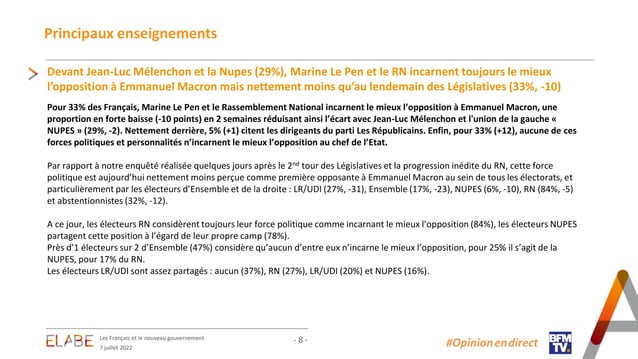 Principaux enseignements
Devant Jean-Luc Mélenchon et la Nupes (29%), Marine Le Pen et le RN incarnent toujours le mieux
l’opposition à Emmanuel Macron mais nettement moins qu’au lendemain des Législatives (33%, -10)
Pour 33% des Français, Marine Le Pen et le Rassemblement National incarnent le mieux l’opposition à Emmanuel Macron, une
proportion en forte baisse (-10 points) en 2 semaines réduisant ainsi l’écart avec Jean-Luc Mélenchon et l'union de la gauche «
NUPES » (29%, -2). Nettement derrière, 5% (+1) citent les dirigeants du parti Les Républicains. Enfin, pour 33% (+12), aucune de ces
forces politiques et personnalités n’incarnent le mieux l’opposition au chef de l’Etat.
Par rapport à notre enquêté réalisée quelques jours après le 2nd tour des Législatives et la progression inédite du RN, cette force
politique est aujourd’hui nettement moins perçue comme première opposante à Emmanuel Macron au sein de tous les électorats, et
particulièrement par les électeurs d’Ensemble et de la droite : LR/UDI (27%, -31), Ensemble (17%, -23), NUPES (6%, -10), RN (84%, -5)
et abstentionnistes (32%, -12).
A ce jour, les électeurs RN considèrent toujours leur force politique comme incarnant le mieux l’opposition (84%), les électeurs NUPES
partagent cette position à l’égard de leur propre camp (78%).
Près d’1 électeurs sur 2 d’Ensemble (47%) considère qu’aucun d’entre eux n’incarne le mieux l’opposition, pour 25% il s’agit de la
NUPES, pour 17% du RN.
Les électeurs LR/UDI sont assez partagés : aucun (37%), RN (27%), LR/UDI (20%) et NUPES (16%).
ELABE
Les Français et le nouveau gouvernement
7 juillet 2022
- 8 -
#Opinionendirect
BFM
TV.